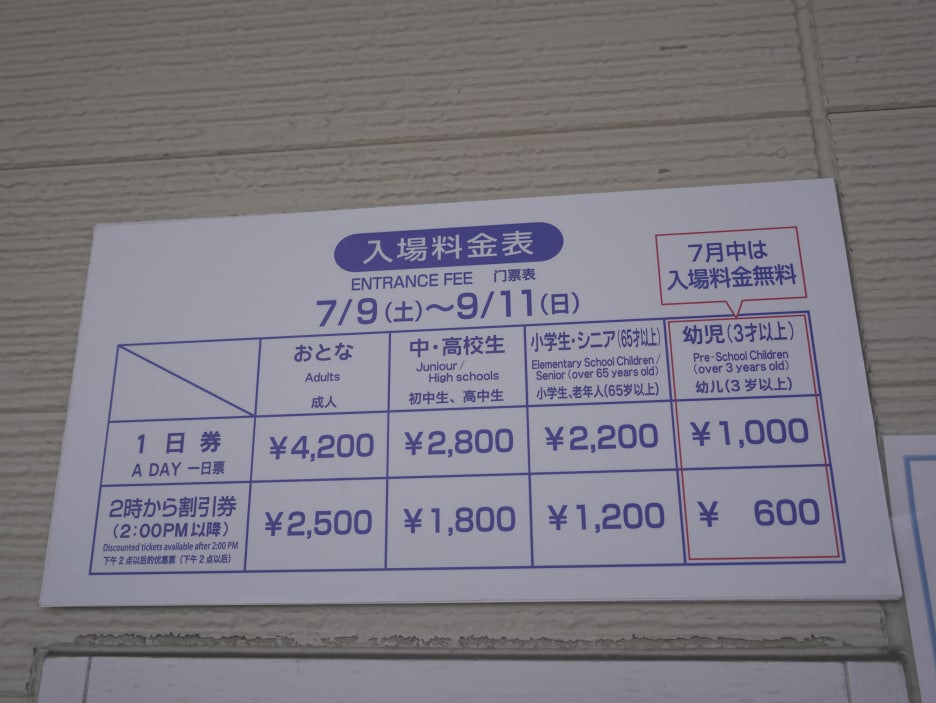 入場料金表
ENTRANCE FEE 门票表
7/9(土)〜9/11(日)
7月中は
入場料金無料
おとな
Adults
成人
中・高校生
Juniour /
High schools
初中生、高中生
小学生・シニア(65才以上)
Elementary School Children /
Senior (over 65 years old)
小学生、老年人(65岁以上)
幼児(3才以上)
Pre-School Children
(over 3 years old)
幼儿(3岁以上)
1日券
A DAY 一日票
¥4,200
¥2,800
¥2,200
¥1,000
2時から割引券
(2:00PM以降)
Discounted tickets available after 2:00 PM
下午2点以后的优惠票(下午2点以后)
¥2,500
¥1,800
¥1,200
¥ 600